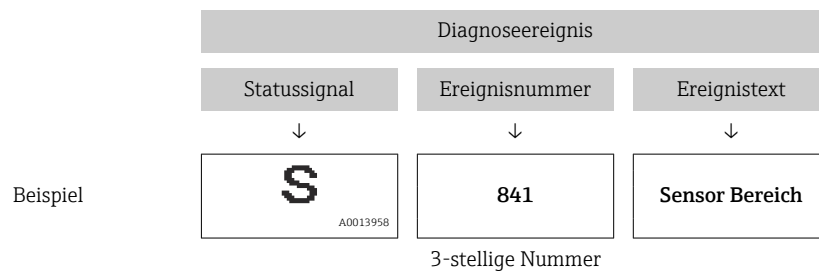 Diagnoseereignis
Statussignal Ereignisnummer Ereignistext
↓ ↓ ↓
Beispiel S 841 Sensor Bereich
A0013958
3-stellige Nummer